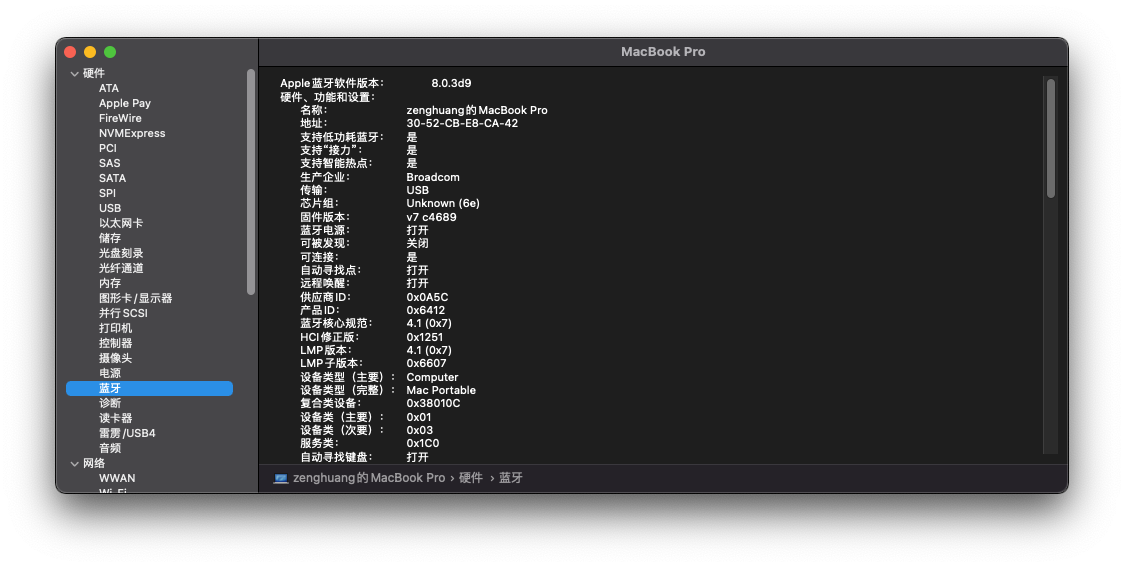 MacBook Pro
硬件
ATA
Apple Pay
FireWire
NVMExpress
PCI
SAS
SATA
SPI
USB
以太网卡
储存
光盘刻录
光纤通道
内存
图形卡/显示器
并行SCSI
打印机
控制器
摄像头
电源
蓝牙
诊断
读卡器
雷雳/USB4
音频
网络
WWAN
Wi-Fi
Apple蓝牙软件版本： 8.0.3d9
硬件、功能和设置：
名称： zenghuang的MacBook Pro
地址： 30-52-CB-E8-CA-42
支持低功耗蓝牙： 是
支持“接力”： 是
支持智能热点： 是
生产企业： Broadcom
传输： USB
芯片组： Unknown (6e)
固件版本： v7 c4689
蓝牙电源： 打开
可被发现： 关闭
可连接： 是
自动寻找点： 打开
远程唤醒： 打开
供应商ID： 0x0A5C
产品ID： 0x6412
蓝牙核心规范： 4.1 (0x7)
HCI修正版： 0x1251
LMP版本： 4.1 (0x7)
LMP子版本： 0x6607
设备类型（主要）： Computer
设备类型（完整）： Mac Portable
复合类设备： 0x38010C
设备类（主要）： 0x01
设备类（次要）： 0x03
服务类： 0x1C0
自动寻找键盘： 打开
zenghuang的MacBook Pro › 硬件 › 蓝牙